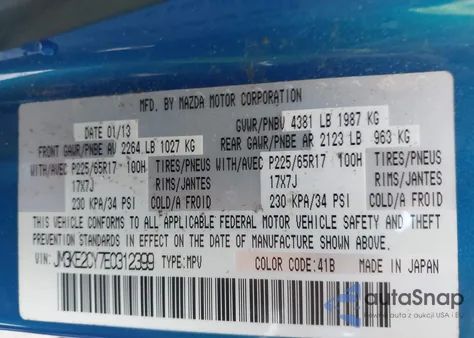 MFD. BY MAZDA MOTOR CORPORATION
DATE 01/13 GVWR/PNBV 4381 LB 1987 KG
FRONT GAWR/PNBE AV 2264 LB 1027 KG REAR GAWR/PNBE AR 2123 LB 963 KG
WITH/AVEC P225/65R17 100H TIRES/PNEUS WITH/AVEC P225/65R17 100H TIRES/PNEUS
17X7J RIMS/JANTES 17X7J RIMS/JANTES
230 KPA/34 PSI COLD/A FROID 230 KPA/34 PSI COLD/A FROID
THIS VEHICLE CONFORMS TO ALL APPLICABLE FEDERAL MOTOR VEHICLE SAFETY AND THEFT
PREVENTION STANDARDS IN EFFECT ON THE DATE OF MANUFACTURE SHOWN ABOVE.
VIN: JM3KE2CY7E0312399 TYPE:MPV COLOR CODE:41B MADE IN JAPAN
autoSnap
Статистика з аукціонів USA і EU